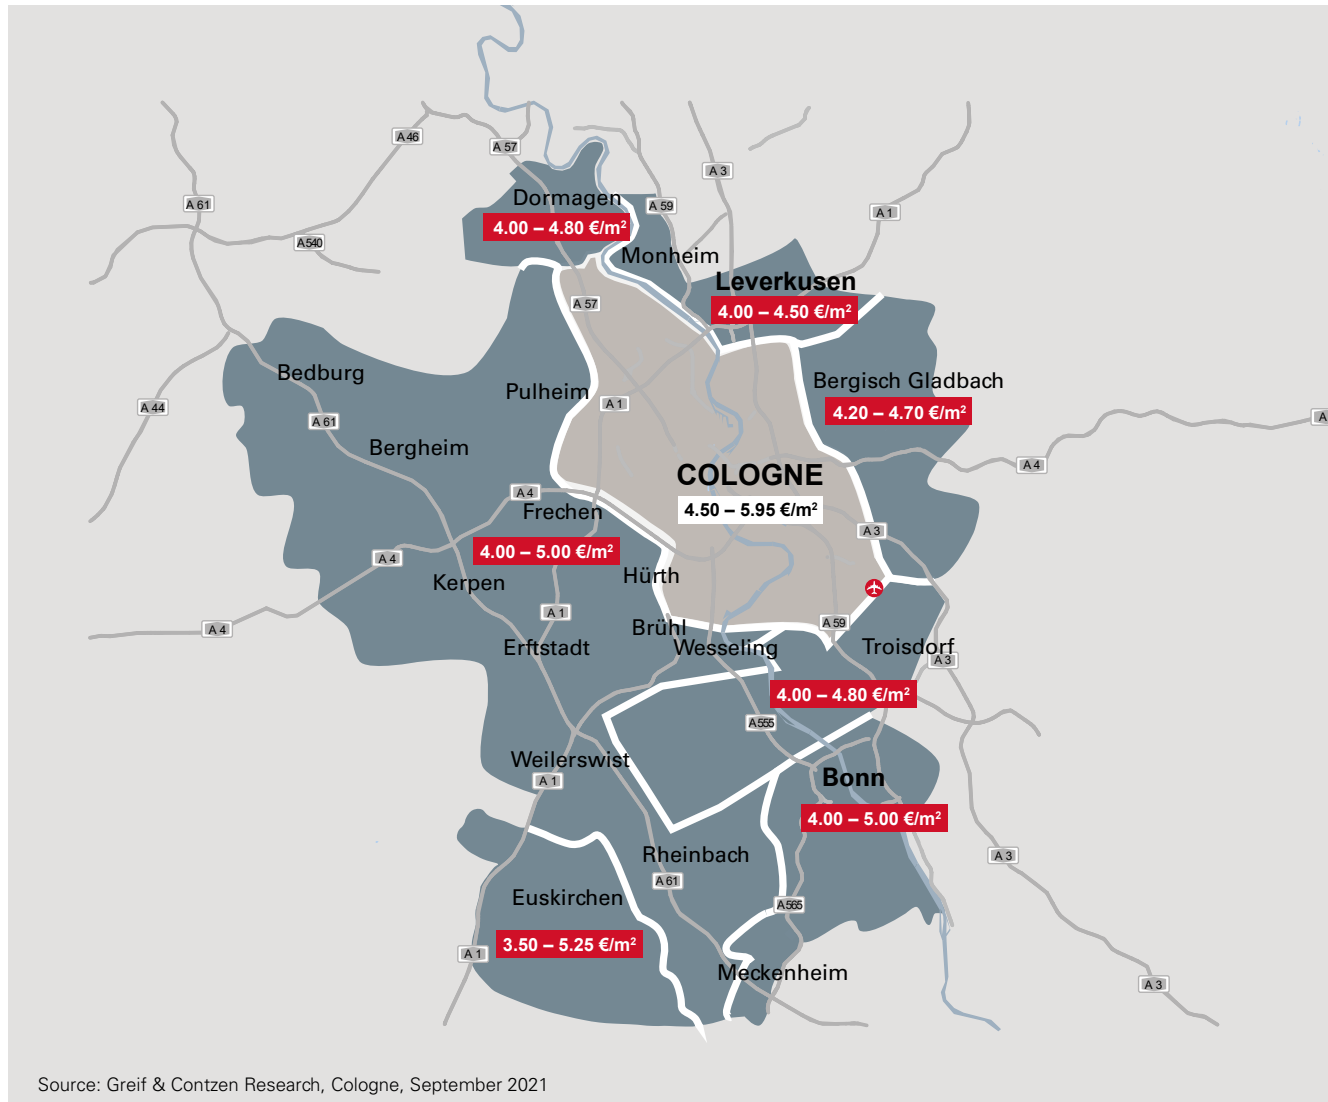 A 46
A 57
A 3
Dormagen
A 61
A 59
4.00 – 4.80 €/m²
A 1
A540
Monheim
Leverkusen
A 57
4.00 – 4.50 €/m²
Bedburg
Pulheim
Bergisch Gladbach
A 44
A 1
4.20 – 4.70 €/m²
A
A 61
Bergheim
COLOGNE
A 4
A 4
Frechen
4.50 – 5.95 €/m²
A 3
4.00 – 5.00 €/m²
A 4
Kerpen
Hürth
A 1
A 4
Brühl
A 59
Erftstadt
Wesseling
Troisdorf
A 3
4.00 – 4.80 €/m²
A555
Weilerswist
A 1
Bonn
4.00 – 5.00 €/m²
Rheinbach
A 3
A 61
Euskirchen
A565
3.50 – 5.25 €/m²
A 1
Meckenheim
A 3
Source: Greif & Contzen Research, Cologne, September 2021